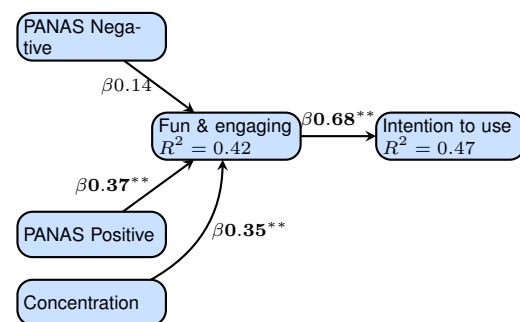 PANAS Nega-
tive
β0.14
Fun & engaging
R² = 0.42
β0.68**
Intention to use
R² = 0.47
β0.37**
PANAS Positive
β0.35**
Concentration